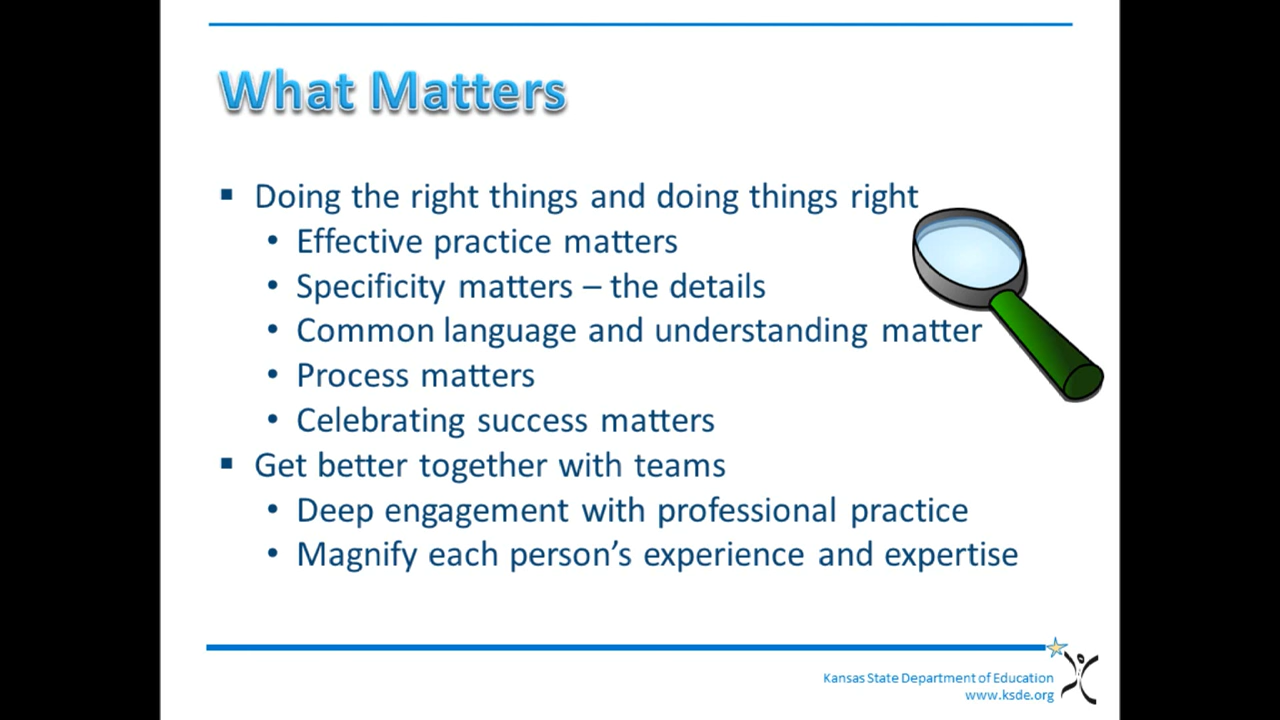 What Matters
▪ Doing the right things and doing things right
• Effective practice matters
• Specificity matters – the details
• Common language and understanding matter
• Process matters
• Celebrating success matters
▪ Get better together with teams
• Deep engagement with professional practice
• Magnify each person’s experience and expertise
Kansas State Department of Education
www.ksde.org